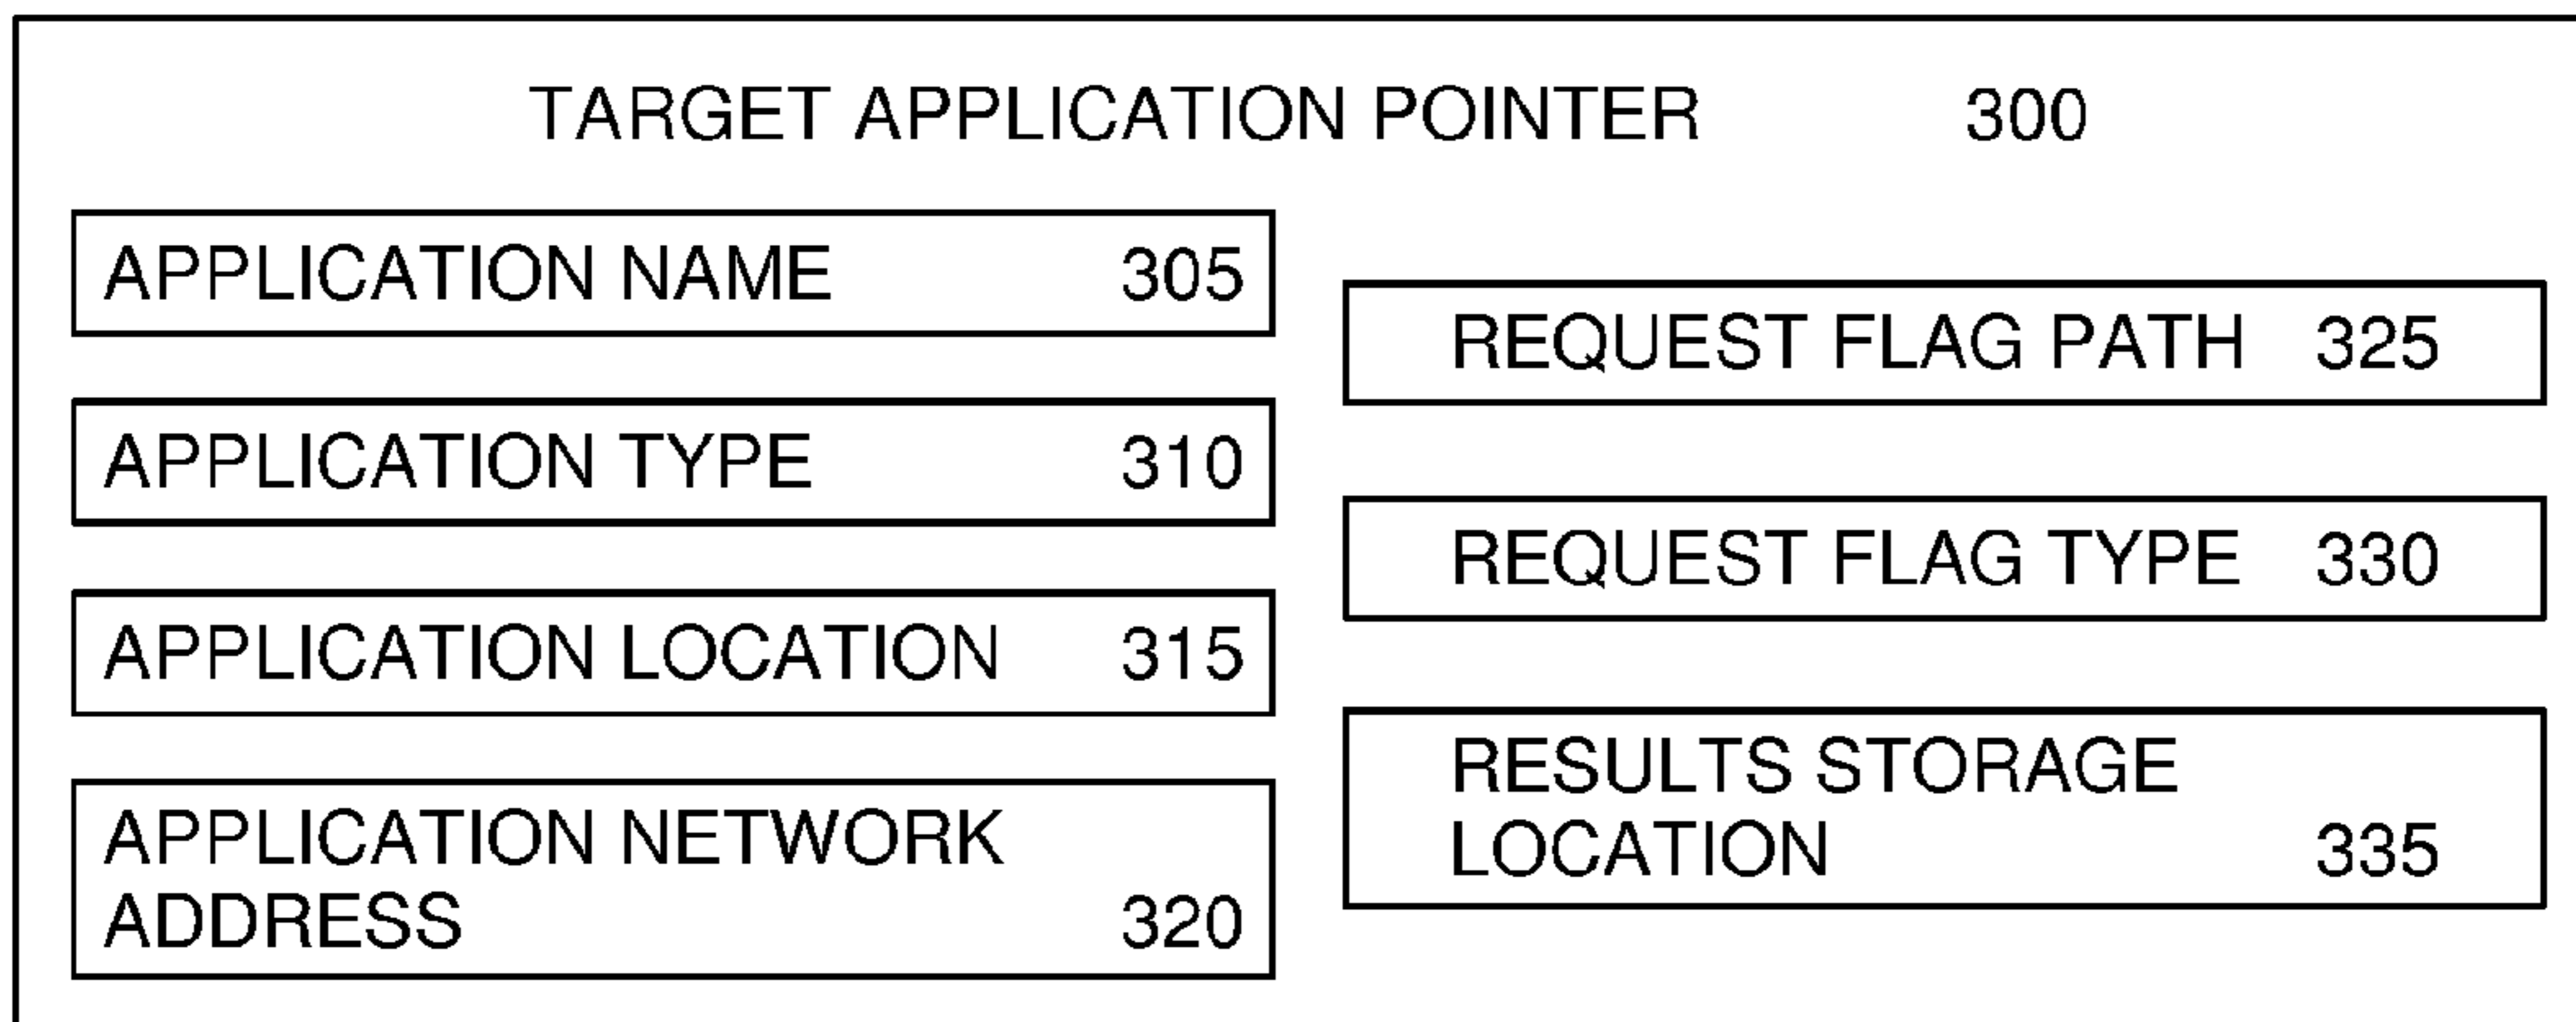 TARGET APPLICATION POINTER 300
APPLICATION NAME 305
APPLICATION TYPE 310
APPLICATION LOCATION 315
APPLICATION NETWORK
ADDRESS 320
REQUEST FLAG PATH 325
REQUEST FLAG TYPE 330
RESULTS STORAGE
LOCATION 335